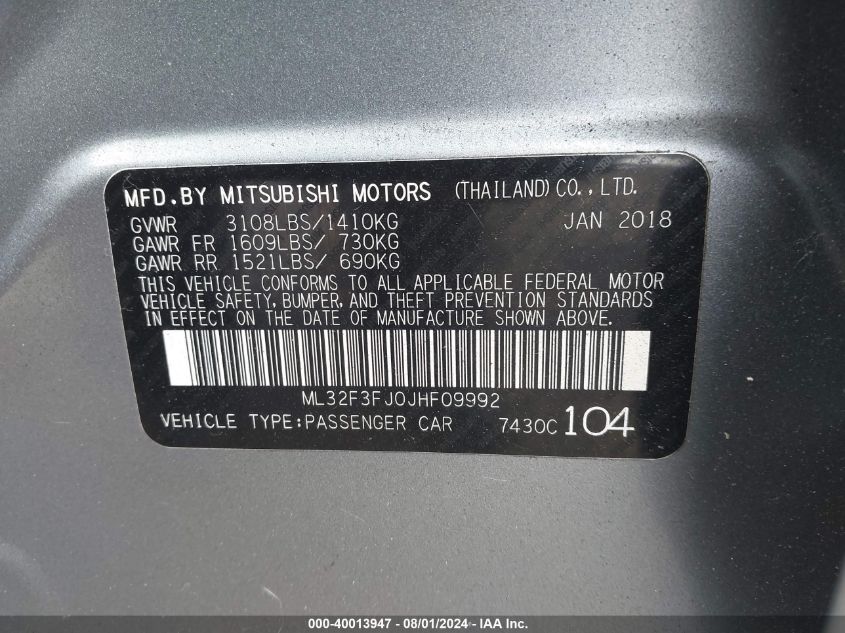 MFD.BY MITSUBISHI MOTORS (THAILAND) CO., LTD.
GVWR 3108LBS/1410KG JAN 2018
GAWR FR 1609LBS/ 730KG
GAWR RR 1521LBS/ 690KG
THIS VEHICLE CONFORMS TO ALL APPLICABLE FEDERAL MOTOR
VEHICLE SAFETY, BUMPER, AND THEFT PREVENTION STANDARDS
IN EFFECT ON THE DATE OF MANUFACTURE SHOWN ABOVE.
ML32F3FJ0JHF09992
VEHICLE TYPE:PASSENGER CAR 7430C 104
000-40013947 - 08/01/2024 - IAA Inc.